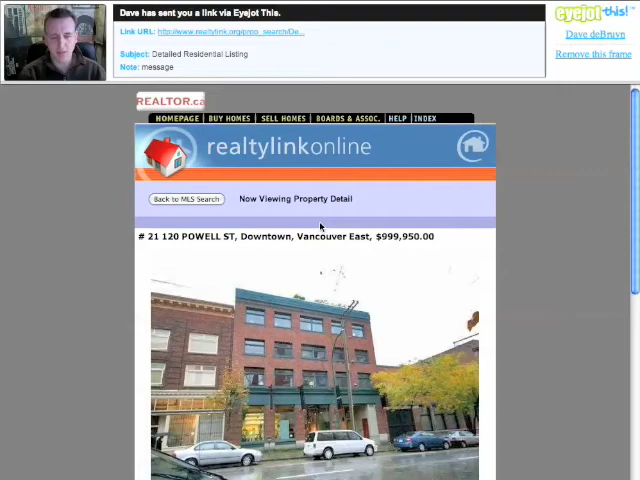 Dave has sent you a link via Eyejot This.
Link URL: http://www.realtylink.org/prop_search/De...
Subject: Detailed Residential Listing
Note: message
eyejot this!™
Dave deBruyn
Remove this frame
REALTOR.ca
HOMEPAGE | BUY HOMES | SELL HOMES | BOARDS & ASSOC. | HELP | INDEX
realtylinkonline
Back to MLS Search
Now Viewing Property Detail
# 21 120 POWELL ST, Downtown, Vancouver East, $999,950.00